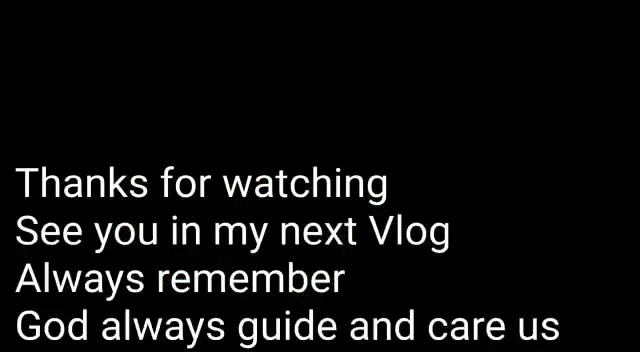 Thanks for watching
See you in my next Vlog
Always remember
God always guide and care us